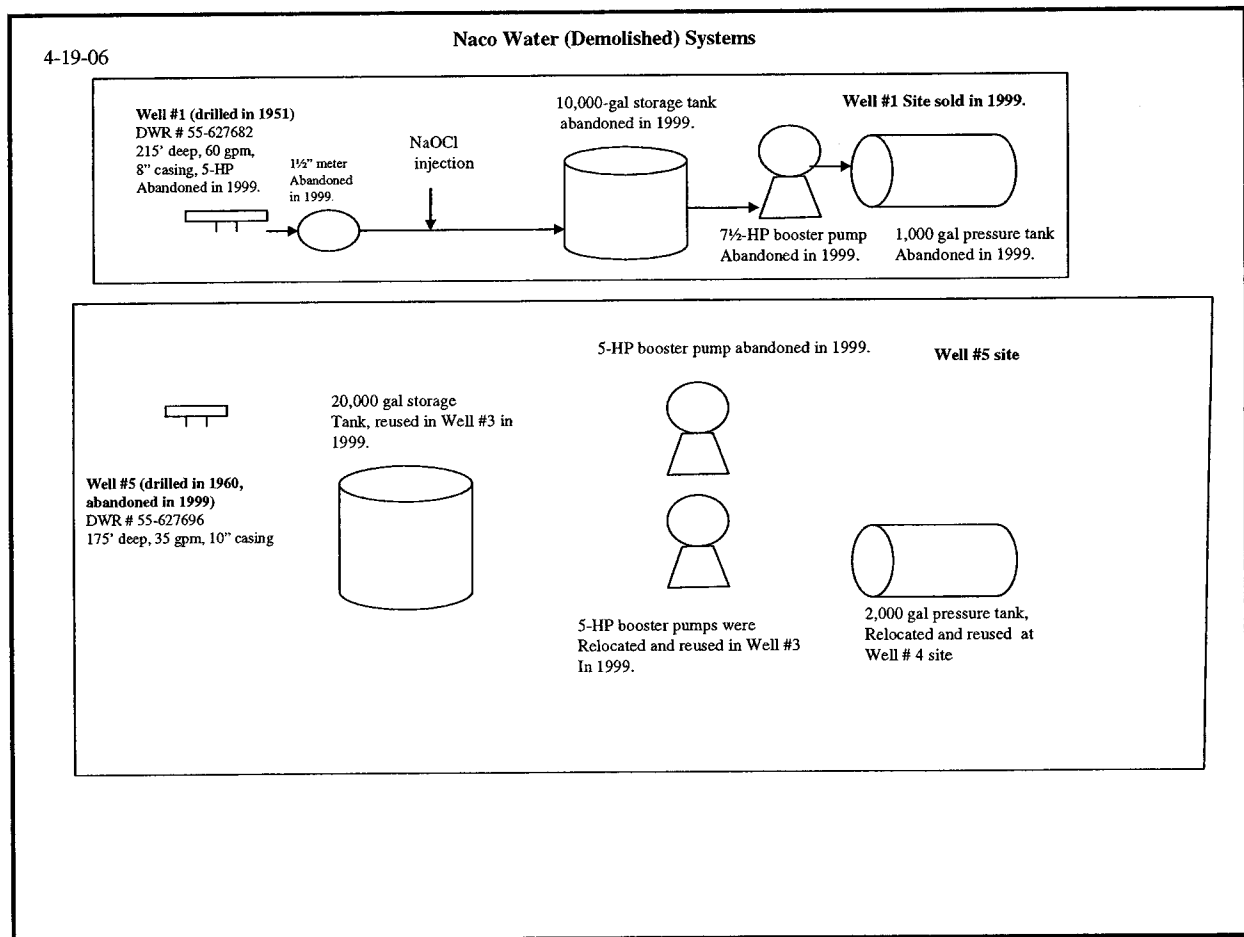 Naco Water (Demolished) Systems
4-19-06
Well #1 (drilled in 1951)
DWR # 55-627682
215' deep, 60 gpm,
8" casing, 5-HP
Abandoned in 1999.
1½" meter
Abandoned
in 1999.
NaOCl
injection
10,000-gal storage tank
abandoned in 1999.
Well #1 Site sold in 1999.
7½-HP booster pump
Abandoned in 1999.
1,000 gal pressure tank
Abandoned in 1999.
5-HP booster pump abandoned in 1999.
Well #5 site
20,000 gal storage
Tank, reused in Well #3 in
1999.
Well #5 (drilled in 1960,
abandoned in 1999)
DWR # 55-627696
175' deep, 35 gpm, 10" casing
5-HP booster pumps were
Relocated and reused in Well #3
In 1999.
2,000 gal pressure tank,
Relocated and reused at
Well # 4 site